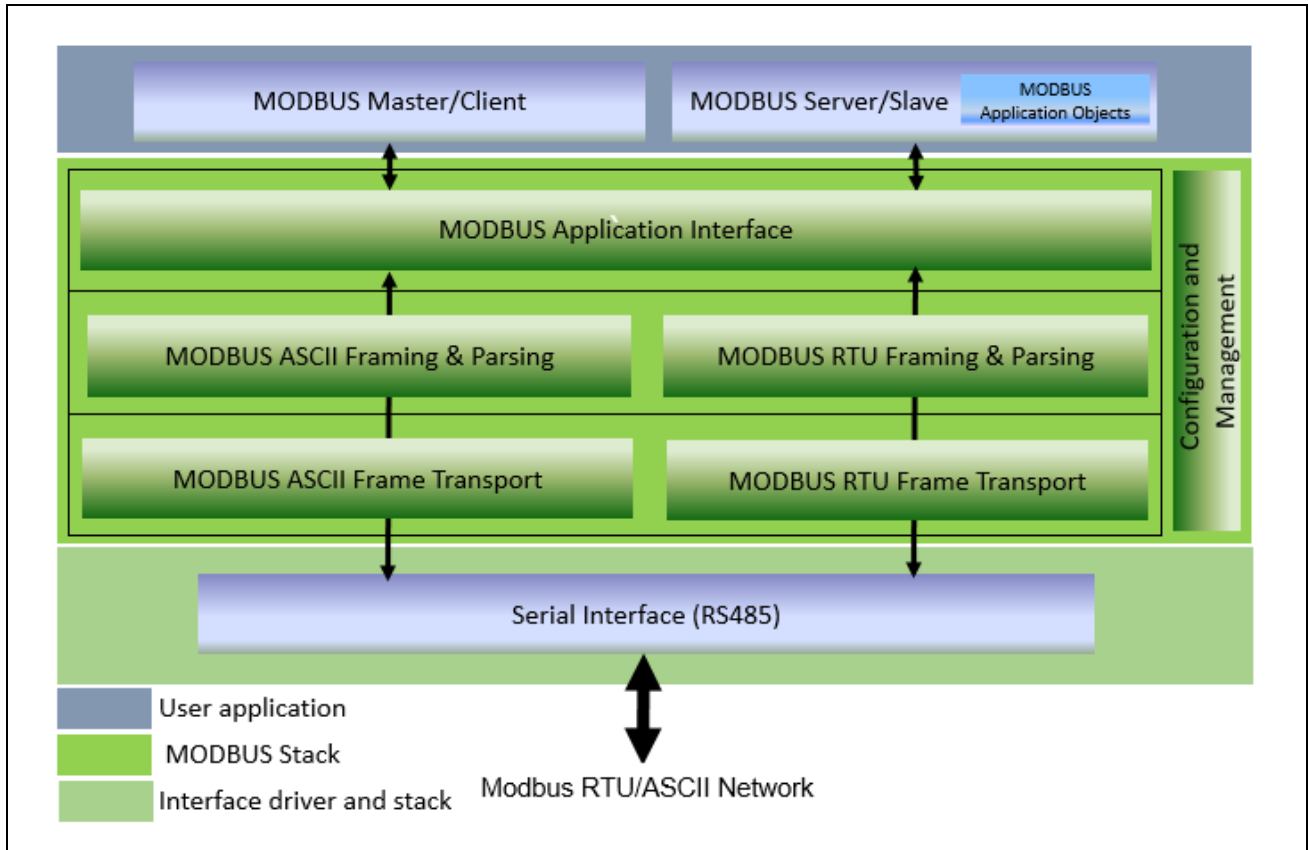 MODBUS Master/Client
MODBUS Server/Slave
MODBUS
Application Objects
MODBUS Application Interface
MODBUS ASCII Framing & Parsing
MODBUS RTU Framing & Parsing
MODBUS ASCII Frame Transport
MODBUS RTU Frame Transport
Configuration and
Management
Serial Interface (RS485)
User application
MODBUS Stack
Interface driver and stack
Modbus RTU/ASCII Network